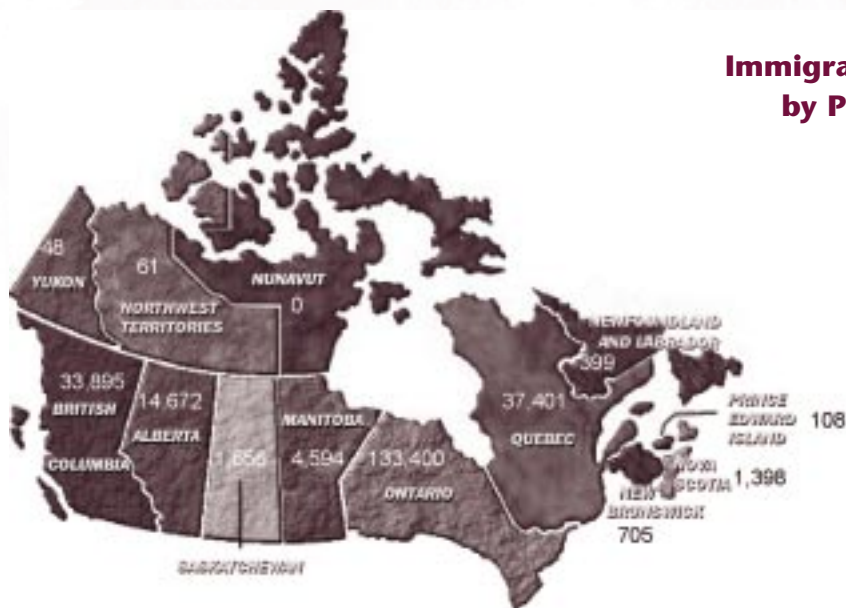 Immigra
by P
48
YUKON
61
NORTHWEST
TERRITORIES
NUNAVUT
0
NEWFOUNDLAND
AND LABRADOR
399
33,895
BRITISH
COLUMBIA
14,672
ALBERTA
1,656
SASKATCHEWAN
MANITOBA
4,594
133,400
ONTARIO
37,401
QUEBEC
PRINCE
EDWARD
ISLAND
108
NOVA
SCOTIA
1,398
NEW
BRUNSWICK
705